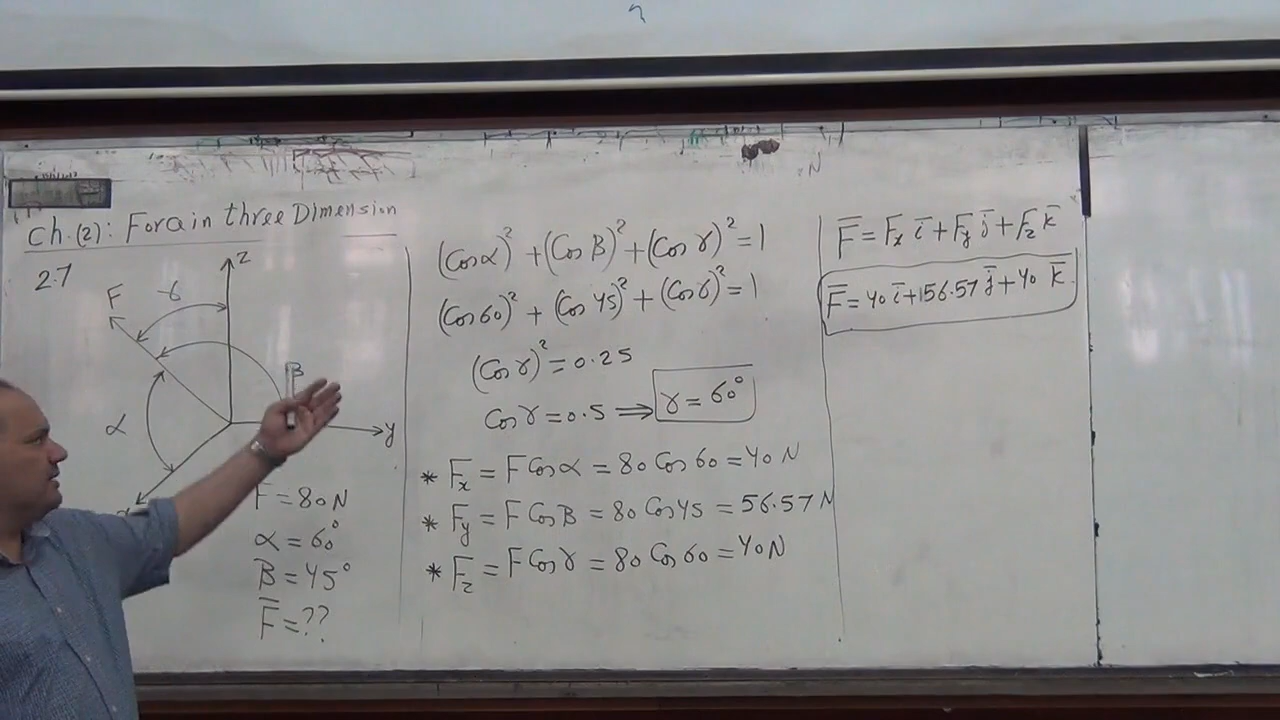 Ch.(2): Force in three Dimension
2.7
z
F
γ
B
α
y
x
F = 80 N
α = 60°
B = 45°
F̄ = ??
(Cos α)² + (Cos B)² + (Cos γ)² = 1
(Cos 60)² + (Cos 45)² + (Cos γ)² = 1
(Cos γ)² = 0.25
Cos γ = 0.5 ⟹ γ = 60°
* Fx = F Cos α = 80 Cos 60 = 40 N
* Fy = F Cos B = 80 Cos 45 = 56.57 N
* Fz = F Cos γ = 80 Cos 60 = 40 N
N
F̄ = Fx ī + Fy j̄ + Fz k̄
F̄ = 40 ī + 156.57 j̄ + 40 k̄